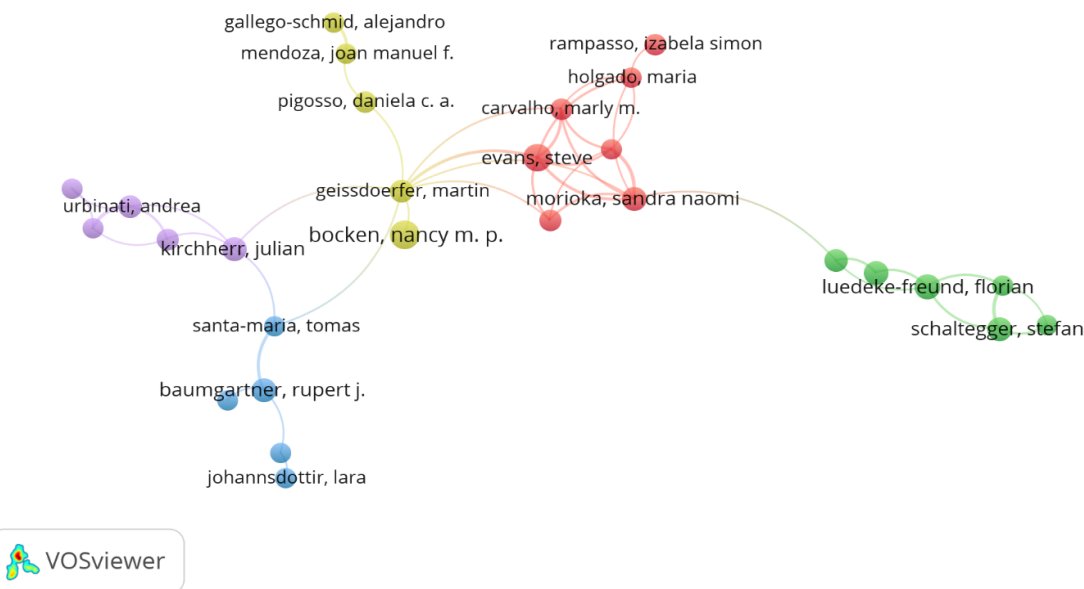 gallego-schmid, alejandro
mendoza, joan manuel f.
pigosso, daniela c. a.
rampasso, izabela simon
holgado, maria
carvalho, marly m.
evans, steve
geissdoerfer, martin
morioka, sandra naomi
urbinati, andrea
bocken, nancy m. p.
kirchherr, julian
luedeke-freund, florian
santa-maria, tomas
schaltegger, stefan
baumgartner, rupert j.
johannsdottir, lara
VOSviewer